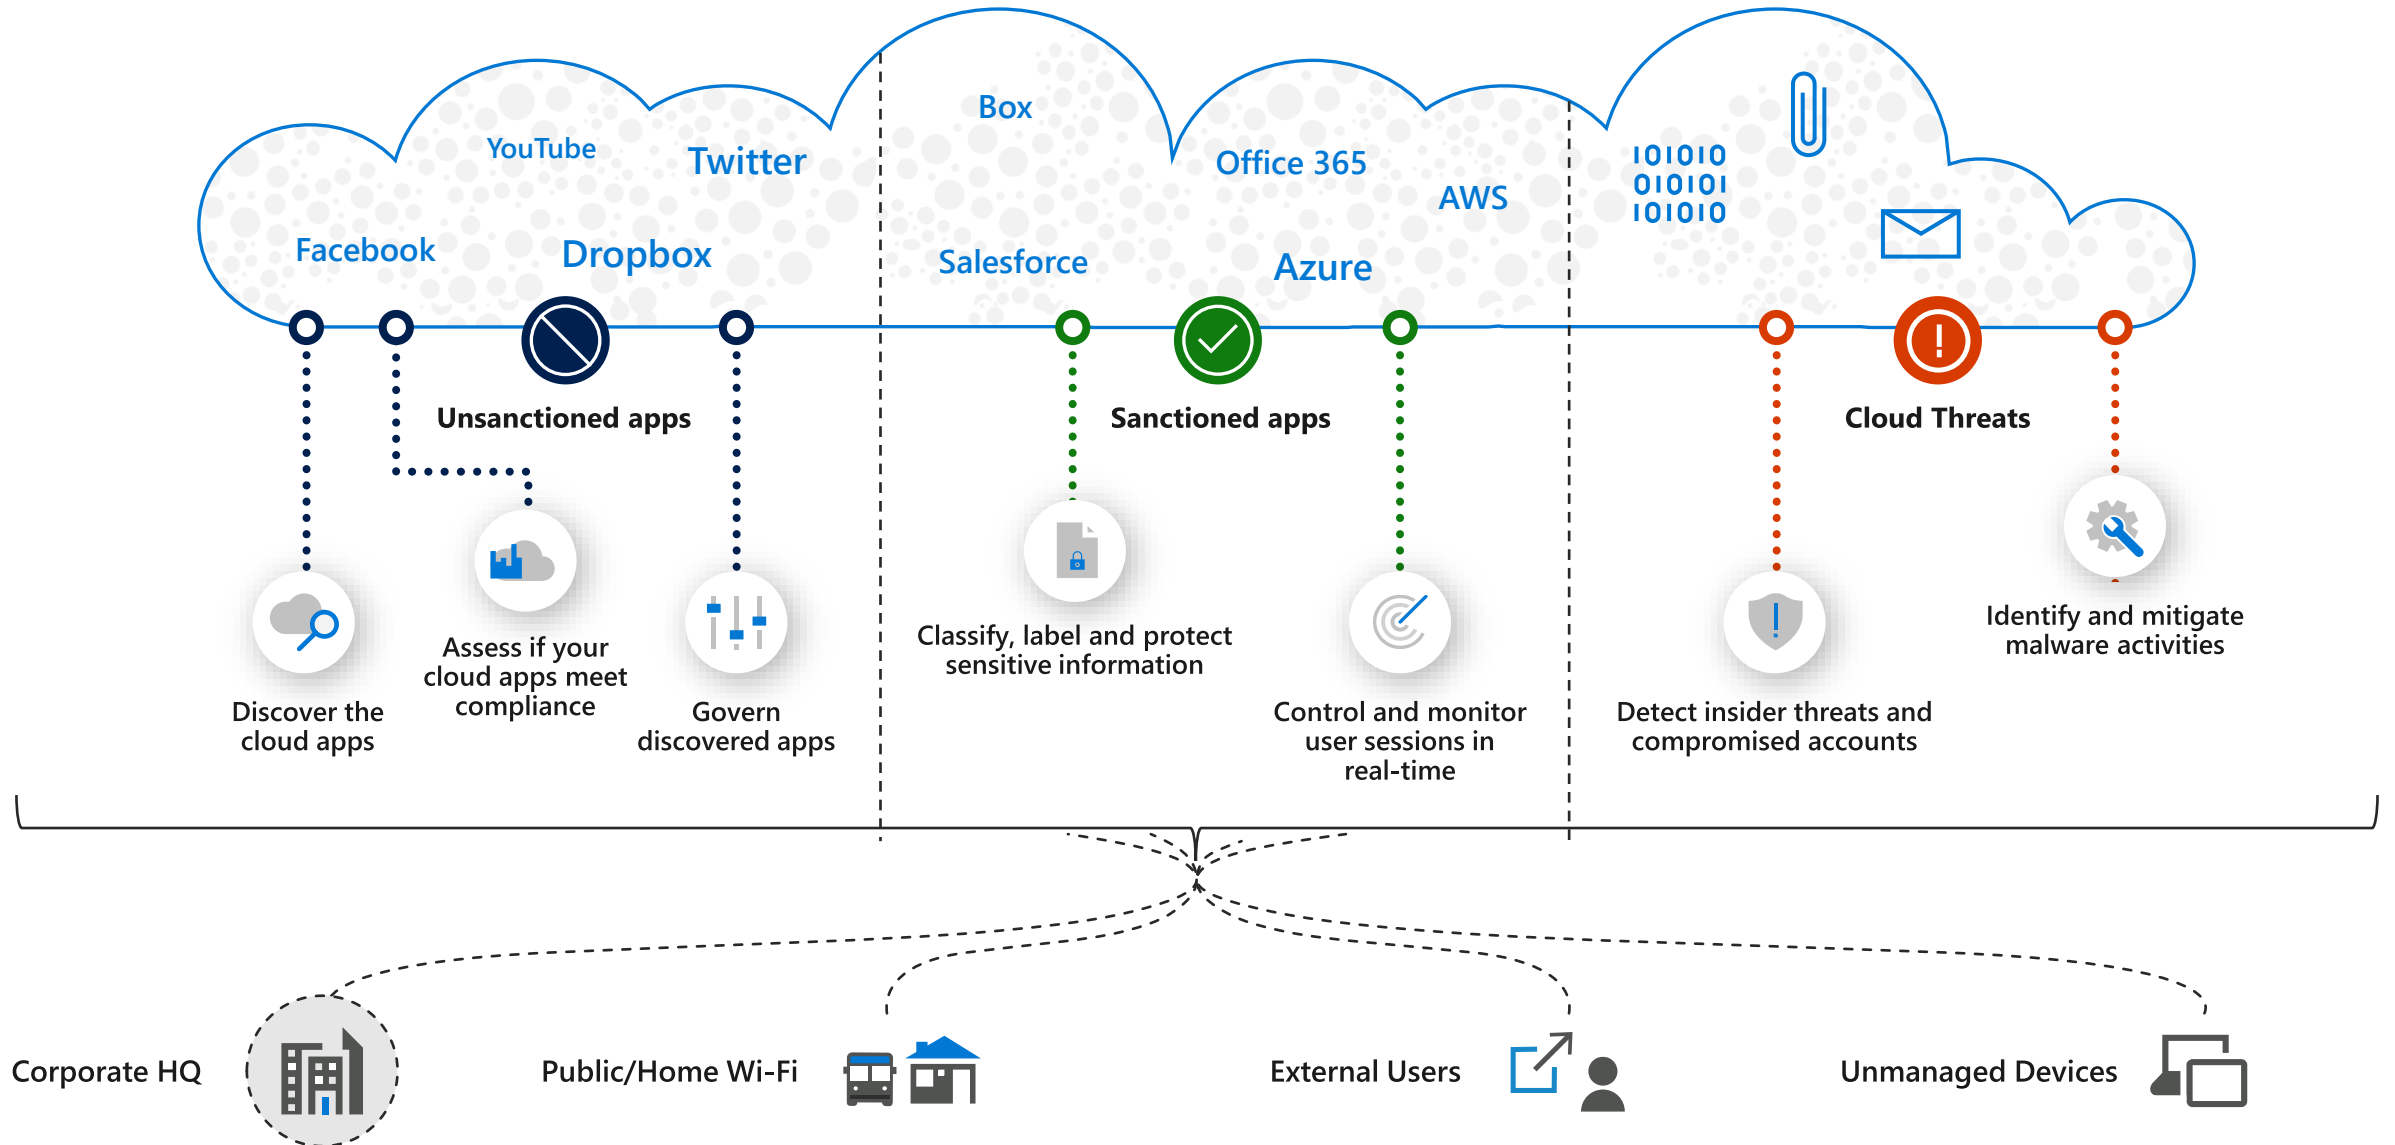 Box
YouTube
Twitter
Office 365
AWS
101010
010101
101010
Facebook
Dropbox
Salesforce
Azure
Unsanctioned apps
Sanctioned apps
Cloud Threats
Discover the
cloud apps
Assess if your
cloud apps meet
compliance
Govern
discovered apps
Classify, label and protect
sensitive information
Control and monitor
user sessions in
real-time
Detect insider threats and
compromised accounts
Identify and mitigate
malware activities
Corporate HQ
Public/Home Wi-Fi
External Users
Unmanaged Devices